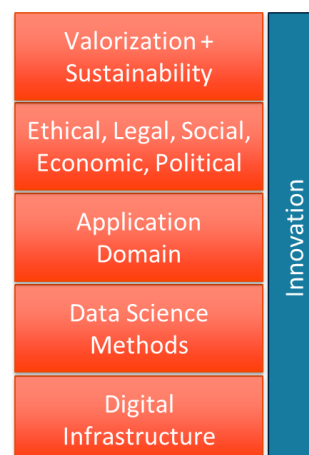 Valorization +
Sustainability
Ethical, Legal, Social,
Economic, Political
Application
Domain
Data Science
Methods
Digital
Infrastructure
Innovation